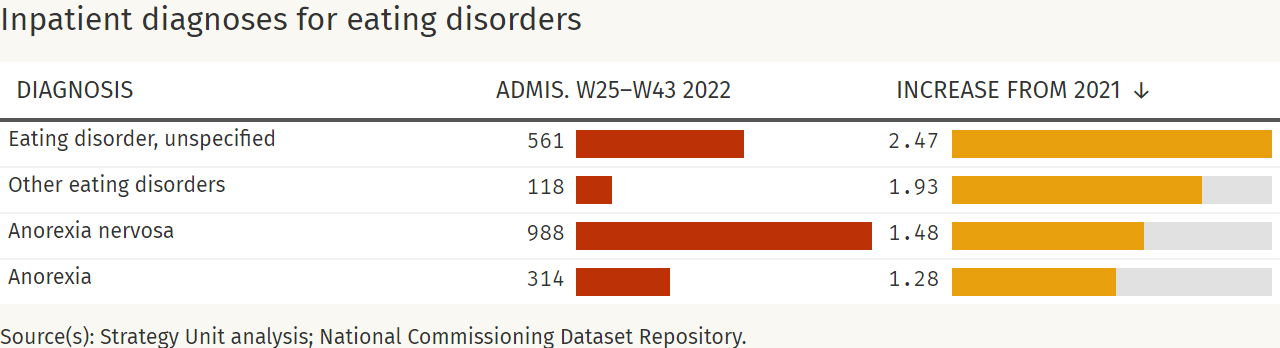 Inpatient diagnoses for eating disorders
DIAGNOSIS ADMIS. W25–W43 2022 INCREASE FROM 2021 ↓
Eating disorder, unspecified 561 2.47
Other eating disorders 118 1.93
Anorexia nervosa 988 1.48
Anorexia 314 1.28
Source(s): Strategy Unit analysis; National Commissioning Dataset Repository.